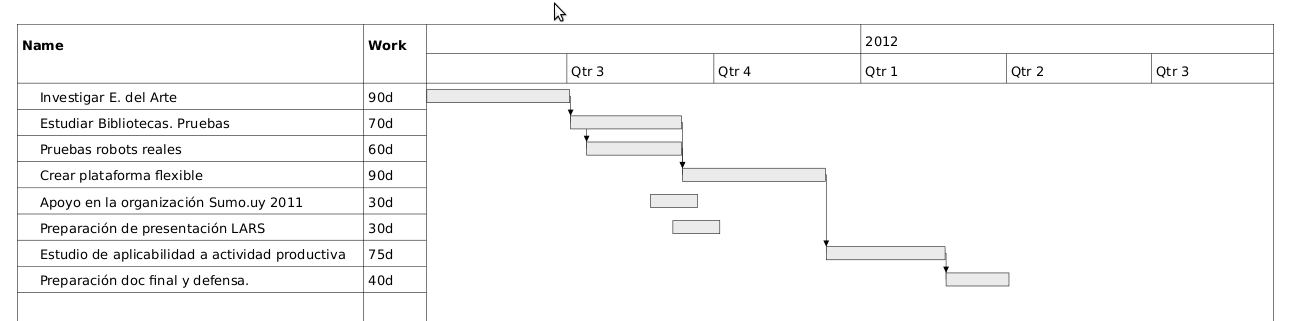 2012
Name Work
Qtr 3 Qtr 4 Qtr 1 Qtr 2 Qtr 3
Investigar E. del Arte 90d
Estudiar Bibliotecas. Pruebas 70d
Pruebas robots reales 60d
Crear plataforma flexible 90d
Apoyo en la organización Sumo.uy 2011 30d
Preparación de presentación LARS 30d
Estudio de aplicabilidad a actividad productiva 75d
Preparación doc final y defensa. 40d